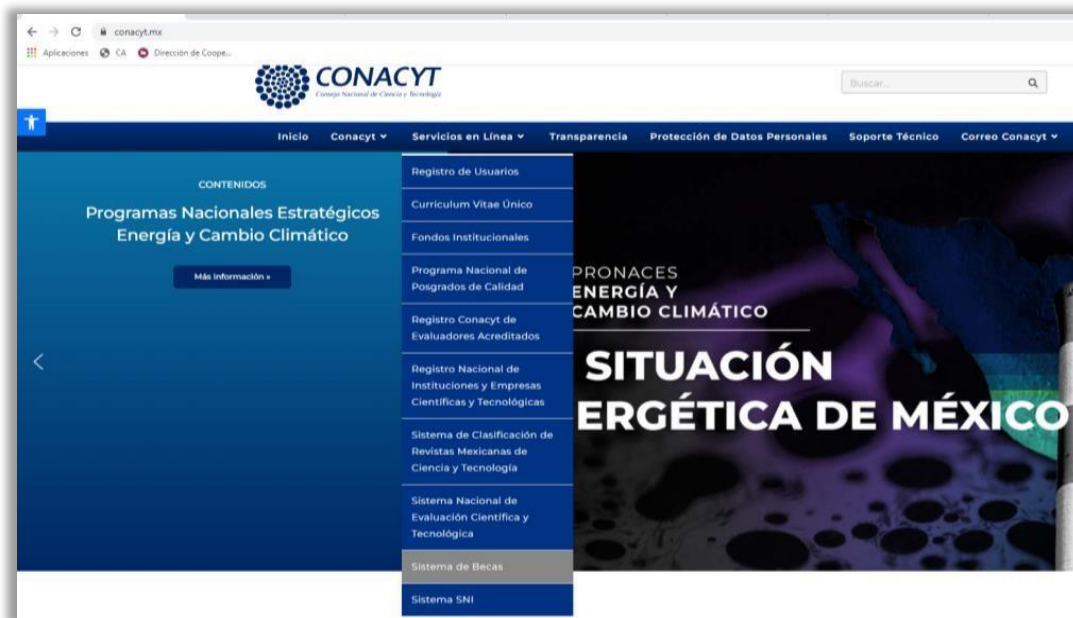 conacyt.mx
Aplicaciones CA Dirección de Coope...
CONACYT
Consejo Nacional de Ciencia y Tecnología
Buscar...
Inicio Conacyt Servicios en Línea Transparencia Protección de Datos Personales Soporte Técnico Correo Conacyt
CONTENIDOS
Programas Nacionales Estratégicos
Energía y Cambio Climático
Más información »
Registro de Usuarios
Curriculum Vitae Único
Fondos Institucionales
Programa Nacional de
Posgrados de Calidad
Registro Conacyt de
Evaluadores Acreditados
Registro Nacional de
Instituciones y Empresas
Científicas y Tecnológicas
Sistema de Clasificación de
Revistas Mexicanas de
Ciencia y Tecnología
Sistema Nacional de
Evaluación Científica y
Tecnológica
Sistema de Becas
Sistema SNI
PRONACES
ENERGÍA Y
CAMBIO CLIMÁTICO
SITUACIÓN
ERGÉTICA DE MÉXICO